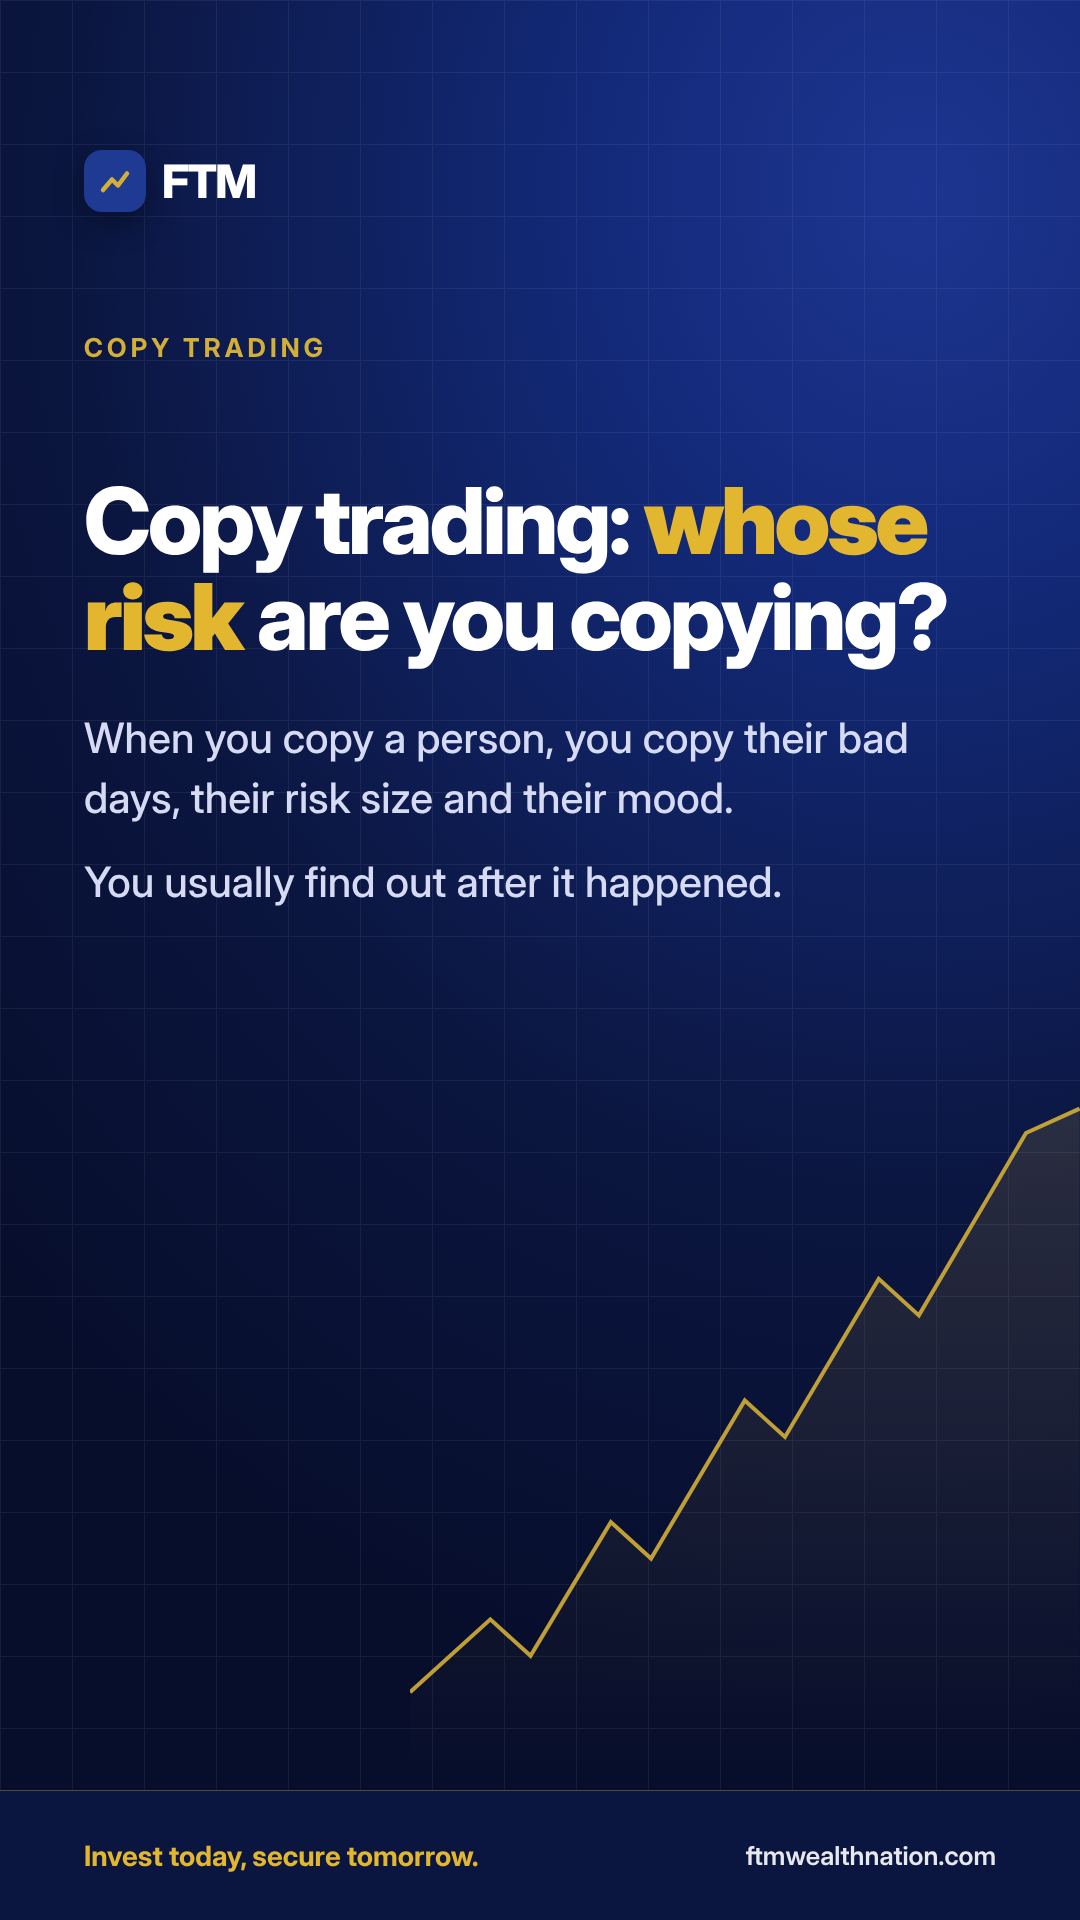 FTM
COPY TRADING
Copy trading: whose
risk are you copying?
When you copy a person, you copy their bad
days, their risk size and their mood.
You usually find out after it happened.
Invest today, secure tomorrow.
ftmwealthnation.com